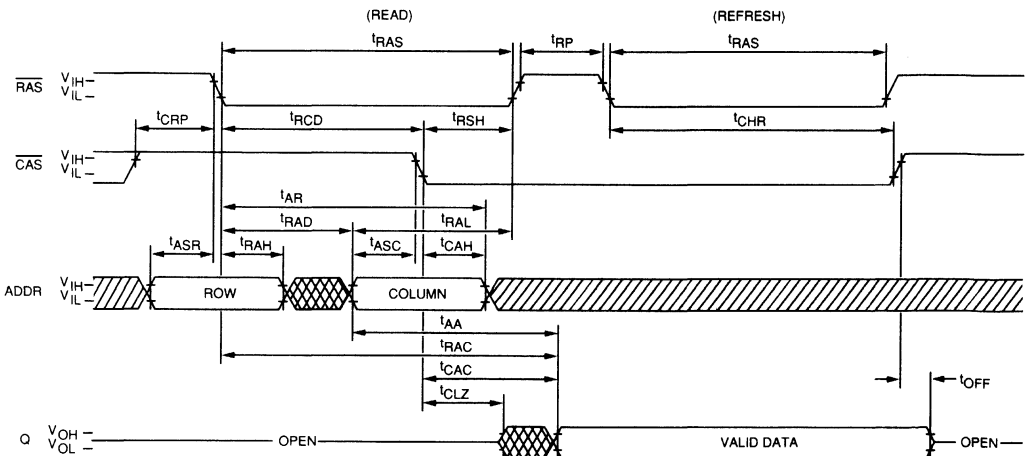 (READ) (REFRESH)
tRAS tRP tRAS
RAS VIH
VIL
tCRP tRCD tRSH tCHR
CAS VIH
VIL
tAR
tRAD tRAL
tASR tRAH tASC tCAH
ADDR VIH
VIL
ROW COLUMN
tAA
tRAC
tCAC
tCLZ tOFF
Q VOH
VOL
OPEN VALID DATA OPEN